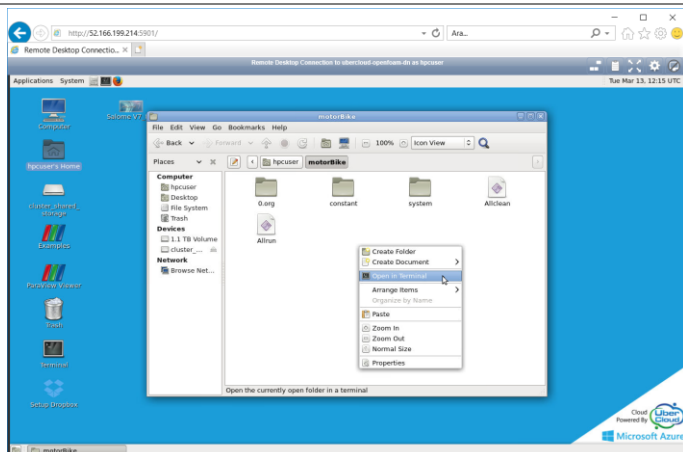 http://52.166.199.214:5901/
Ara...
Remote Desktop Connectio...
Remote Desktop Connection to ubercloud-openfoam-dn as hpcuser
Applications System
Tue Mar 13, 12:15 UTC
Computer
Salome V7
hpcuser's Home
cluster_shared_
storage
Examples
ParaView Viewer
Trash
Terminal
Setup Dropbox
motorBike
File Edit View Go Bookmarks Help
Back
Forward
100%
Icon View
Places
hpcuser
motorBike
Computer
hpcuser
Desktop
File System
Trash
Devices
1.1 TB Volume
cluster_...
Network
Browse Net...
0.org
constant
system
Allclean
Allrun
Create Folder
Create Document
Open in Terminal
Arrange Items
Organize by Name
Paste
Zoom In
Zoom Out
Normal Size
Properties
Open the currently open folder in a terminal
Cloud
Powered By
Uber
Cloud
Microsoft Azure
motorBike